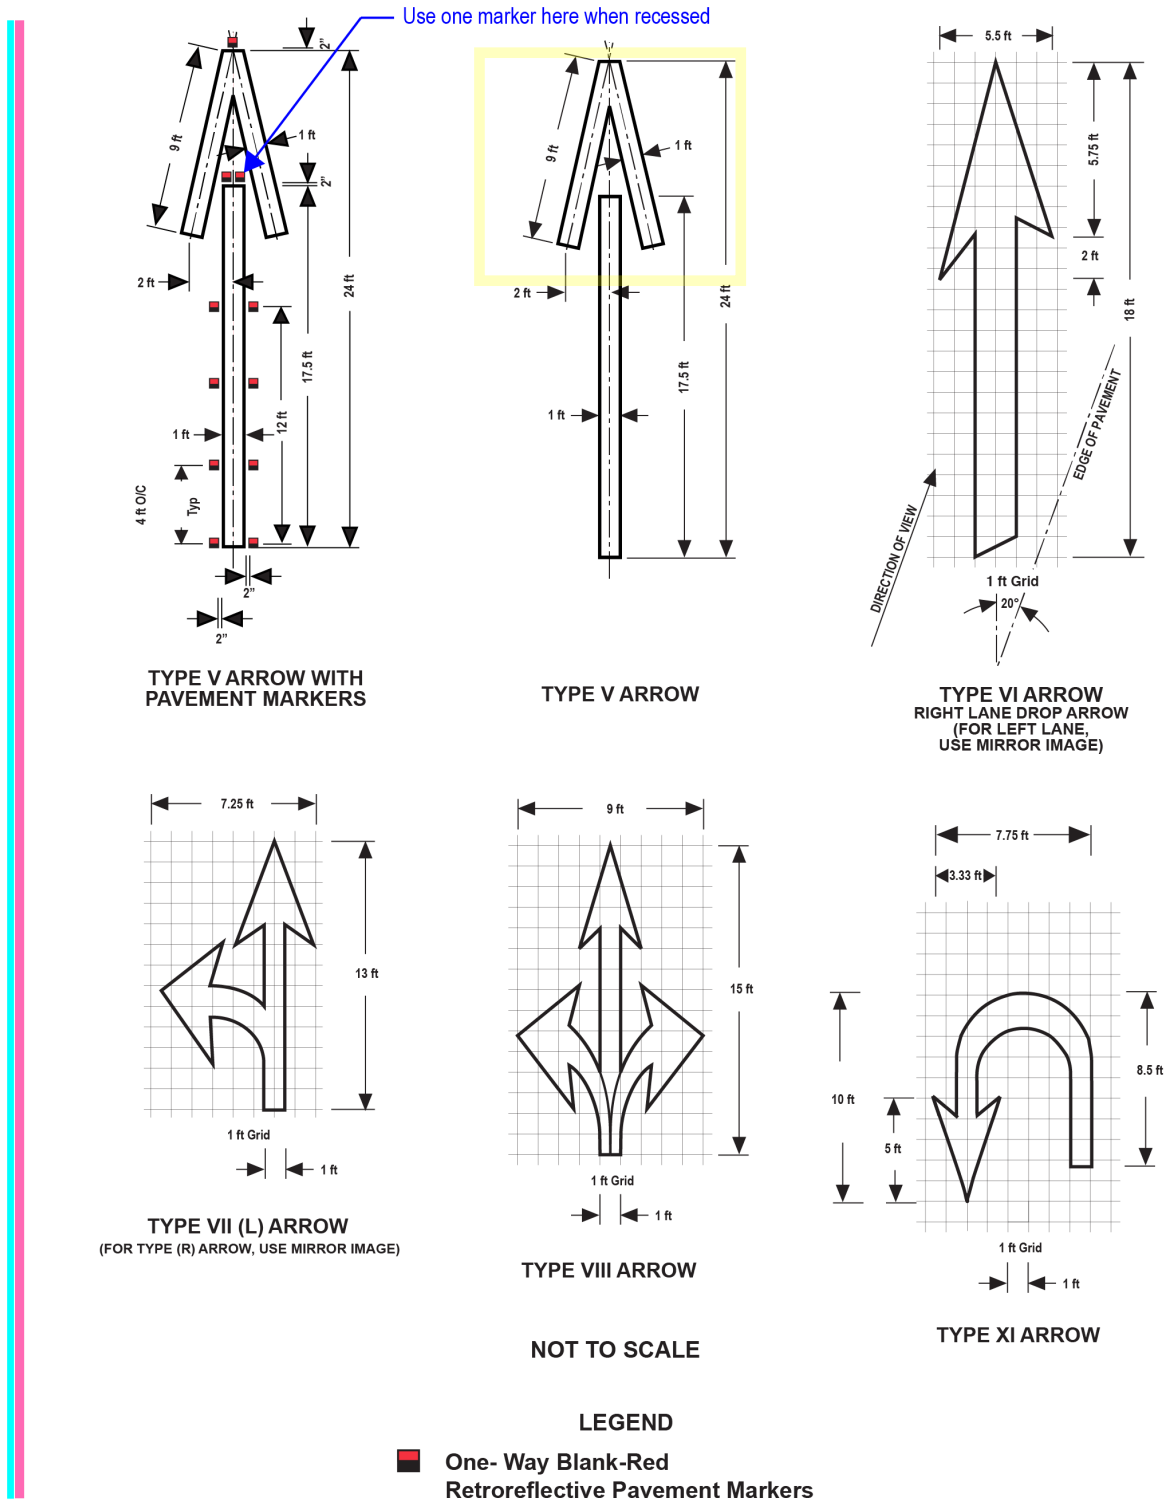 Use one marker here when recessed
2"
9 ft
1 ft
2"
2 ft
24 ft
17.5 ft
12 ft
1 ft
4 ft O/C
Typ
2"
2"
TYPE V ARROW WITH
PAVEMENT MARKERS
9 ft
1 ft
2 ft
24 ft
17.5 ft
1 ft
TYPE V ARROW
5.5 ft
5.75 ft
2 ft
18 ft
EDGE OF PAVEMENT
DIRECTION OF VIEW
1 ft Grid
20°
TYPE VI ARROW
RIGHT LANE DROP ARROW
(FOR LEFT LANE,
USE MIRROR IMAGE)
7.25 ft
13 ft
1 ft Grid
1 ft
TYPE VII (L) ARROW
(FOR TYPE (R) ARROW, USE MIRROR IMAGE)
9 ft
15 ft
1 ft Grid
1 ft
TYPE VIII ARROW
7.75 ft
3.33 ft
10 ft
5 ft
8.5 ft
1 ft Grid
1 ft
TYPE XI ARROW
NOT TO SCALE
LEGEND
One- Way Blank-Red
Retroreflective Pavement Markers